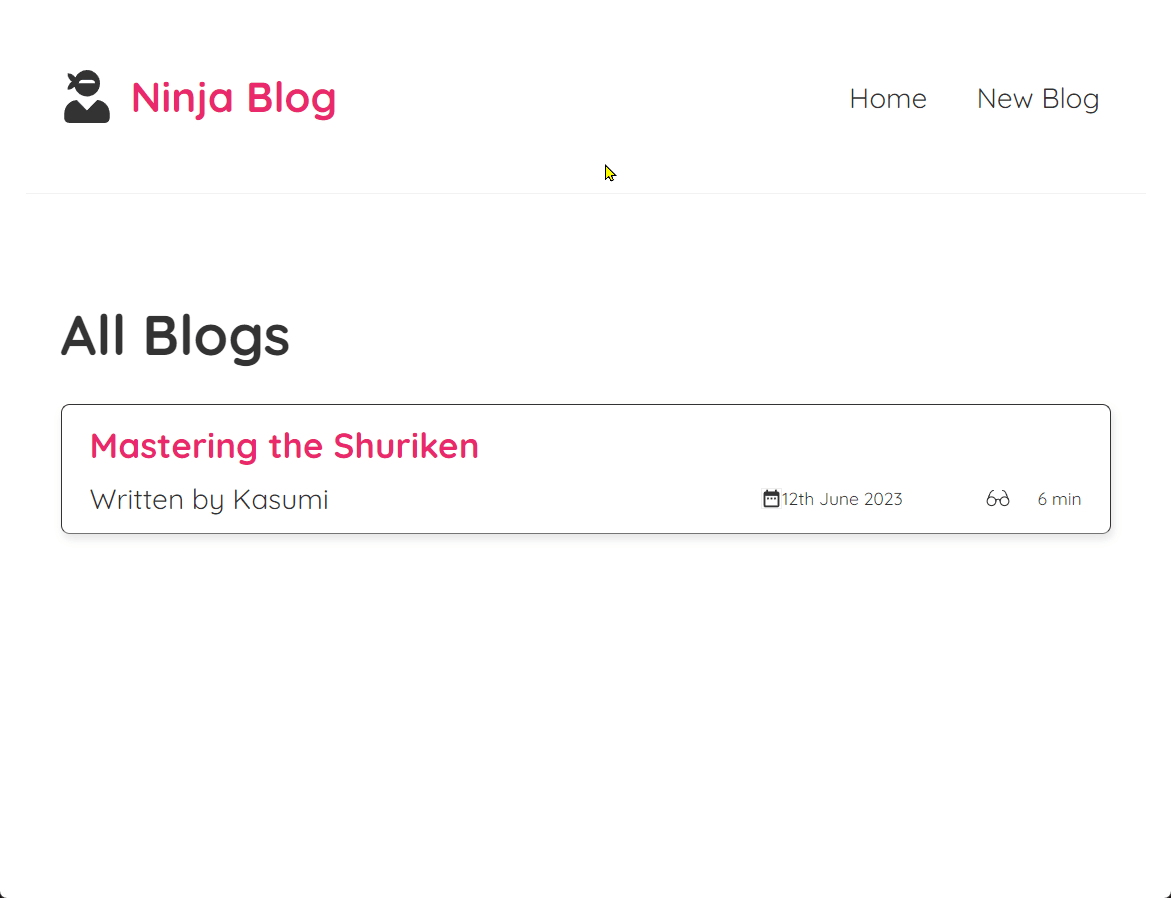 Ninja Blog
Home
New Blog
All Blogs
Mastering the Shuriken
Written by Kasumi
12th June 2023
6 min